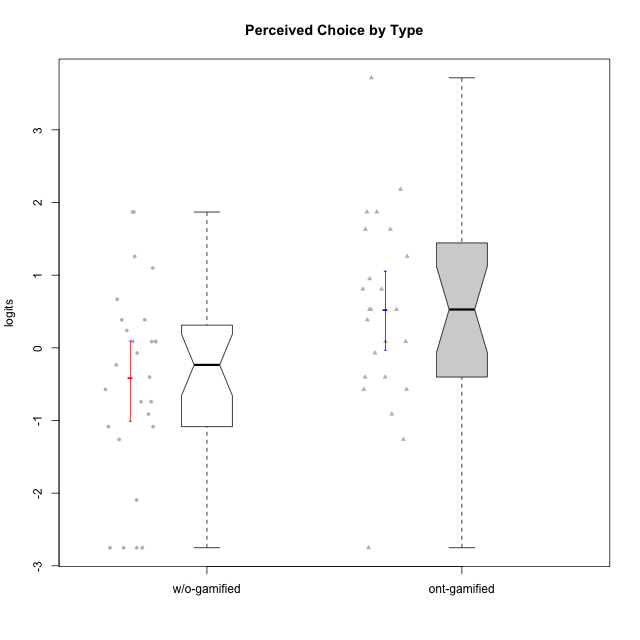 Perceived Choice by Type
logits
3
2
1
0
-1
-2
-3
w/o-gamified
ont-gamified